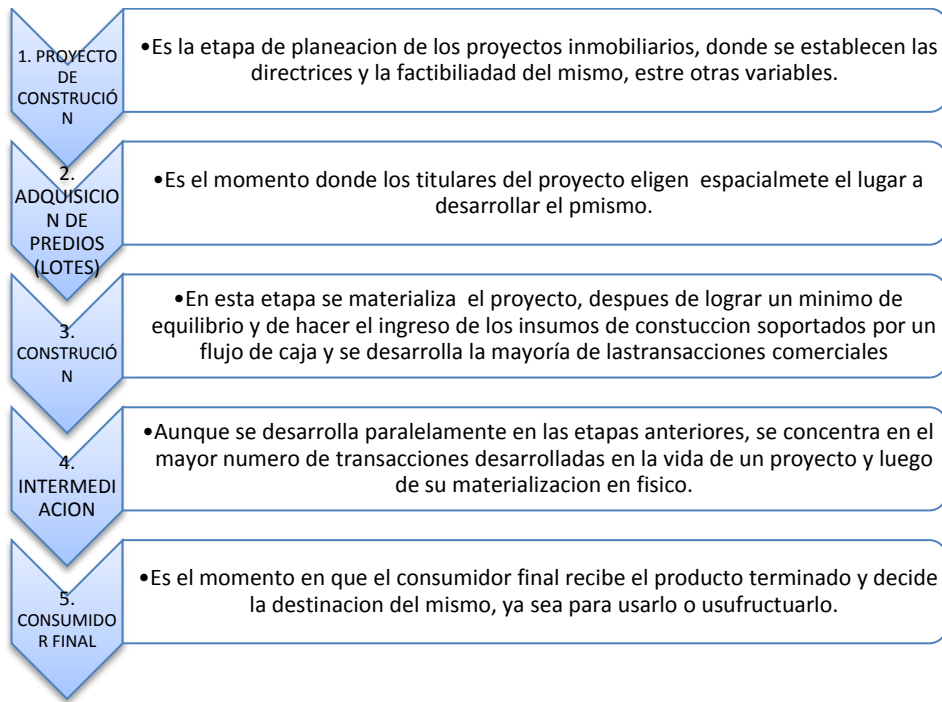 1. PROYECTO
DE
CONSTRUCIÓ
N
•Es la etapa de planeacion de los proyectos inmobiliarios, donde se establecen las
directrices y la factibiliadad del mismo, estre otras variables.
2.
ADQUISICIO
N DE
PREDIOS
(LOTES)
•Es el momento donde los titulares del proyecto eligen espacialmete el lugar a
desarrollar el pmismo.
3.
CONSTRUCIÓ
N
•En esta etapa se materializa el proyecto, despues de lograr un minimo de
equilibrio y de hacer el ingreso de los insumos de constuccion soportados por un
flujo de caja y se desarrolla la mayoría de lastransacciones comerciales
4.
INTERMEDI
ACION
•Aunque se desarrolla paralelamente en las etapas anteriores, se concentra en el
mayor numero de transacciones desarrolladas en la vida de un proyecto y luego
de su materializacion en fisico.
5.
CONSUMIDO
R FINAL
•Es el momento en que el consumidor final recibe el producto terminado y decide
la destinacion del mismo, ya sea para usarlo o usufructuarlo.